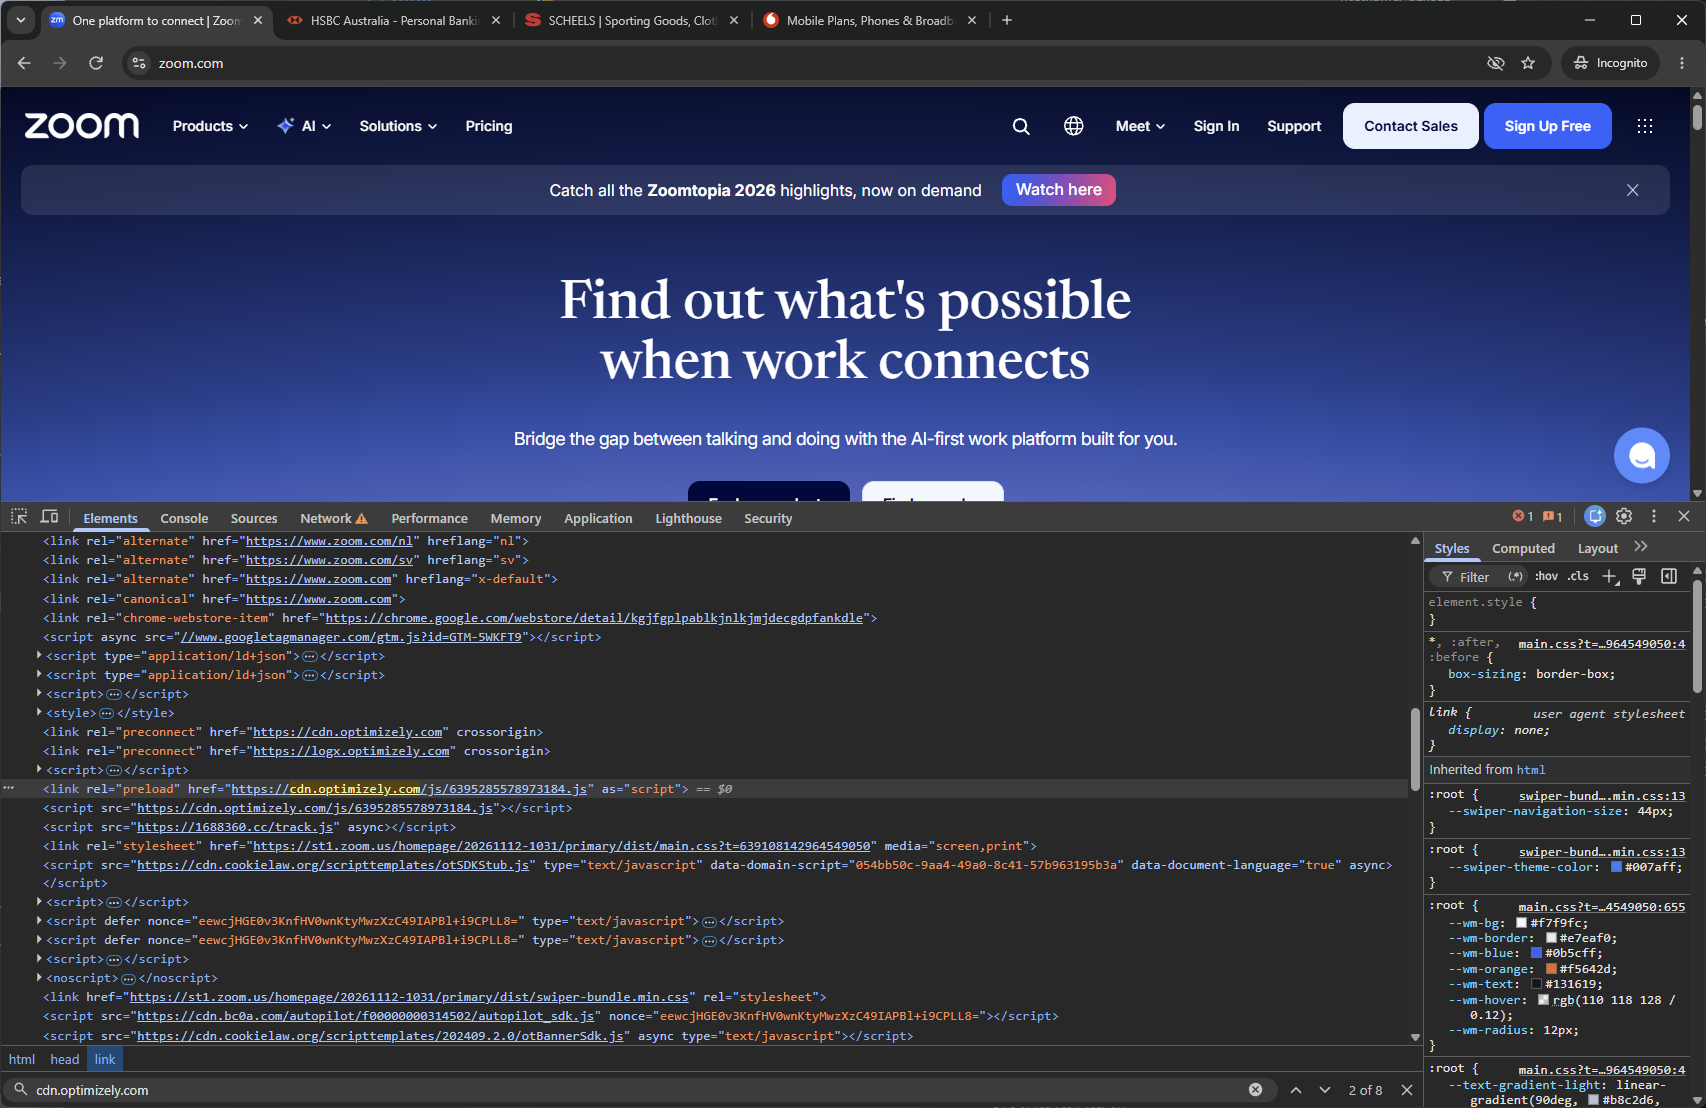 One platform to connect | Zoom
HSBC Australia - Personal Banki
SCHEELS | Sporting Goods, Clot
Mobile Plans, Phones & Broadb
zoom.com
Incognito
zoom
Products
AI
Solutions
Pricing
Meet
Sign In
Support
Contact Sales
Sign Up Free
Catch all the Zoomtopia 2026 highlights, now on demand
Watch here
Find out what's possible
when work connects
Bridge the gap between talking and doing with the AI-first work platform built for you.
Elements Console Sources Network Performance Memory Application Lighthouse Security
1 1
<link rel="alternate" href="https://www.zoom.com/nl" hreflang="nl">
<link rel="alternate" href="https://www.zoom.com/sv" hreflang="sv">
<link rel="alternate" href="https://www.zoom.com" hreflang="x-default">
<link rel="canonical" href="https://www.zoom.com">
<link rel="chrome-webstore-item" href="https://chrome.google.com/webstore/detail/kgjfgplpablkjnlkjmjdecgdpfankdle">
<script async src="//www.googletagmanager.com/gtm.js?id=GTM-5WKFT9"></script>
<script type="application/ld+json">…</script>
<script type="application/ld+json">…</script>
<script>…</script>
<style>…</style>
<link rel="preconnect" href="https://cdn.optimizely.com" crossorigin>
<link rel="preconnect" href="https://logx.optimizely.com" crossorigin>
<script>…</script>
<link rel="preload" href="https://cdn.optimizely.com/js/6395285578973184.js" as="script"> == $0
<script src="https://cdn.optimizely.com/js/6395285578973184.js"></script>
<script src="https://1688360.cc/track.js" async></script>
<link rel="stylesheet" href="https://st1.zoom.us/homepage/20261112-1031/primary/dist/main.css?t=639108142964549050" media="screen,print">
<script src="https://cdn.cookielaw.org/scripttemplates/otSDKStub.js" type="text/javascript" data-domain-script="054bb50c-9aa4-49a0-8c41-57b963195b3a" data-document-language="true" async>
</script>
<script>…</script>
<script defer nonce="eewcjHGE0v3KnfHV0wnKtyMwzXzC49IAPBl+i9CPLL8=" type="text/javascript">…</script>
<script defer nonce="eewcjHGE0v3KnfHV0wnKtyMwzXzC49IAPBl+i9CPLL8=" type="text/javascript">…</script>
<script>…</script>
<noscript>…</noscript>
<link href="https://st1.zoom.us/homepage/20261112-1031/primary/dist/swiper-bundle.min.css" rel="stylesheet">
<script src="https://cdn.bc0a.com/autopilot/f00000000314502/autopilot_sdk.js" nonce="eewcjHGE0v3KnfHV0wnKtyMwzXzC49IAPBl+i9CPLL8="></script>
<script src="https://cdn.cookielaw.org/scripttemplates/202409.2.0/otBannerSdk.js" async type="text/javascript"></script>
html head link
cdn.optimizely.com
2 of 8
Styles Computed Layout
Filter (.*) :hov .cls
element.style {
}
*, :after, main.css?t=…964549050:4
:before {
box-sizing: border-box;
}
link { user agent stylesheet
display: none;
}
Inherited from html
:root { swiper-bund….min.css:13
--swiper-navigation-size: 44px;
}
:root { swiper-bund….min.css:13
--swiper-theme-color: #007aff;
}
:root { main.css?t=…4549050:655
--wm-bg: #f7f9fc;
--wm-border: #e7eaf0;
--wm-blue: #0b5cff;
--wm-orange: #f5642d;
--wm-text: #131619;
--wm-hover: rgb(110 118 128 /
0.12);
--wm-radius: 12px;
}
:root { main.css?t=…964549050:4
--text-gradient-light: linear-
gradient(90deg, #b8c2d6,